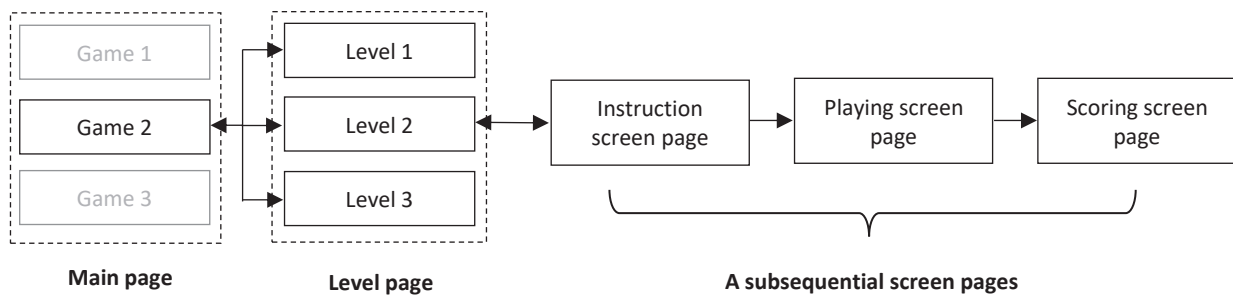 Game 1
Game 2
Game 3
Main page
Level 1
Level 2
Level 3
Level page
Instruction
screen page
Playing screen
page
Scoring screen
page
A subsequential screen pages